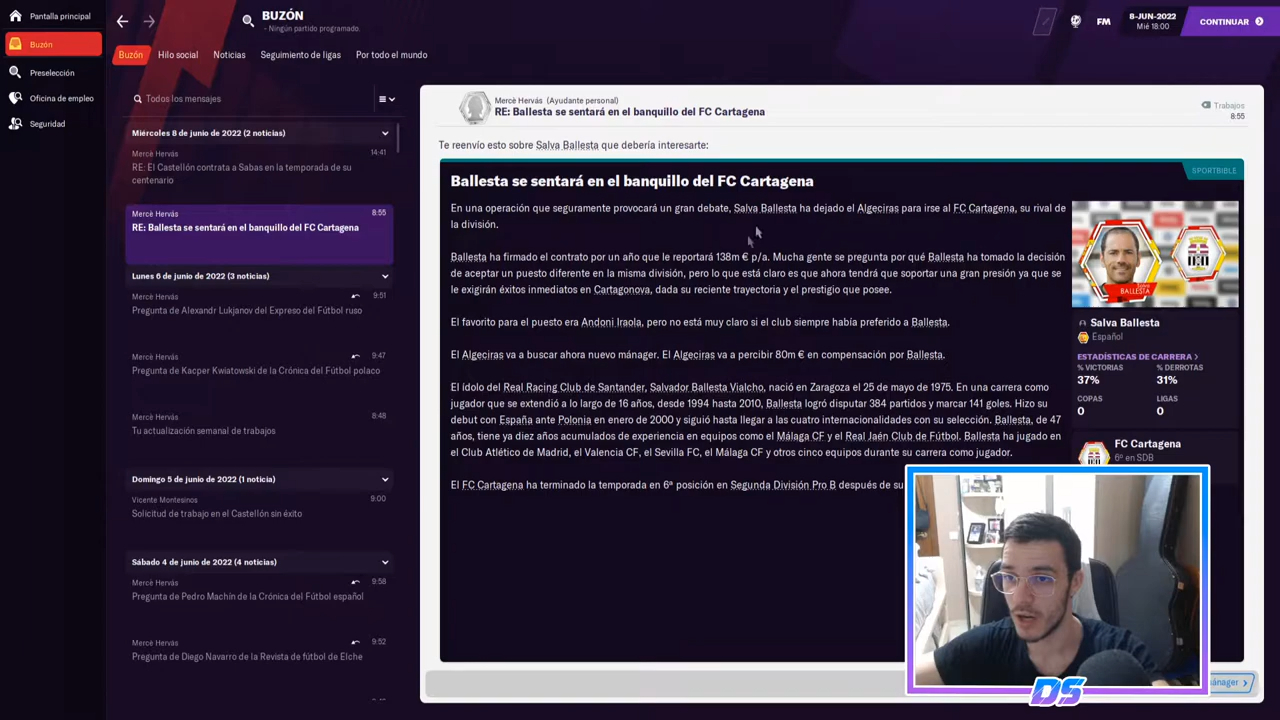 Pantalla principal
Buzón
Preselección
Oficina de empleo
Seguridad
BUZÓN
- Ningún partido programado.
FM
8-JUN-2022
Mié 18:00
CONTINUAR
Buzón
Hilo social
Noticias
Seguimiento de ligas
Por todo el mundo
Todos los mensajes
Miércoles 8 de junio de 2022 (2 noticias)
Mercè Hervás
14:41
RE: El Castellón contrata a Sabas en la temporada de su
centenario
Mercè Hervás
8:55
RE: Ballesta se sentará en el banquillo del FC Cartagena
Lunes 6 de junio de 2022 (3 noticias)
Mercè Hervás
9:51
Pregunta de Alexandr Lukjanov del Expreso del Fútbol ruso
Mercè Hervás
9:47
Pregunta de Kacper Kwiatowski de la Crónica del Fútbol polaco
Mercè Hervás
8:48
Tu actualización semanal de trabajos
Domingo 5 de junio de 2022 (1 noticia)
Vicente Montesinos
9:00
Solicitud de trabajo en el Castellón sin éxito
Sábado 4 de junio de 2022 (4 noticias)
Mercè Hervás
9:58
Pregunta de Pedro Machín de la Crónica del Fútbol español
Mercè Hervás
9:52
Pregunta de Diego Navarro de la Revista de fútbol de Elche
Mercè Hervás (Ayudante personal)
RE: Ballesta se sentará en el banquillo del FC Cartagena
Trabajos
8:55
Te reenvío esto sobre Salva Ballesta que debería interesarte:
SPORTBIBLE
Ballesta se sentará en el banquillo del FC Cartagena
En una operación que seguramente provocará un gran debate, Salva Ballesta ha dejado el Algeciras para irse al FC Cartagena, su rival de
la división.
Ballesta ha firmado el contrato por un año que le reportará 138m € p/a. Mucha gente se pregunta por qué Ballesta ha tomado la decisión
de aceptar un puesto diferente en la misma división, pero lo que está claro es que ahora tendrá que soportar una gran presión ya que se
le exigirán éxitos inmediatos en Cartagonova, dada su reciente trayectoria y el prestigio que posee.
El favorito para el puesto era Andoni Iraola, pero no está muy claro si el club siempre había preferido a Ballesta.
El Algeciras va a buscar ahora nuevo mánager. El Algeciras va a percibir 80m € en compensación por Ballesta.
El ídolo del Real Racing Club de Santander, Salvador Ballesta Vialcho, nació en Zaragoza el 25 de mayo de 1975. En una carrera como
jugador que se extendió a lo largo de 16 años, desde 1994 hasta 2010, Ballesta logró disputar 384 partidos y marcar 141 goles. Hizo su
debut con España ante Polonia en enero de 2000 y siguió hasta llegar a las cuatro internacionalidades con su selección. Ballesta, de 47
años, tiene ya diez años acumulados de experiencia en equipos como el Málaga CF y el Real Jaén Club de Fútbol. Ballesta ha jugado en
el Club Atlético de Madrid, el Valencia CF, el Sevilla FC, el Málaga CF y otros cinco equipos durante su carrera como jugador.
El FC Cartagena ha terminado la temporada en 6ª posición en Segunda División Pro B después de su
Salva
BALLESTA
Salva Ballesta
Español
ESTADÍSTICAS DE CARRERA
% VICTORIAS
% DERROTAS
37%
31%
COPAS
LIGAS
0
0
FC Cartagena
6º en SDB
mánager
DS